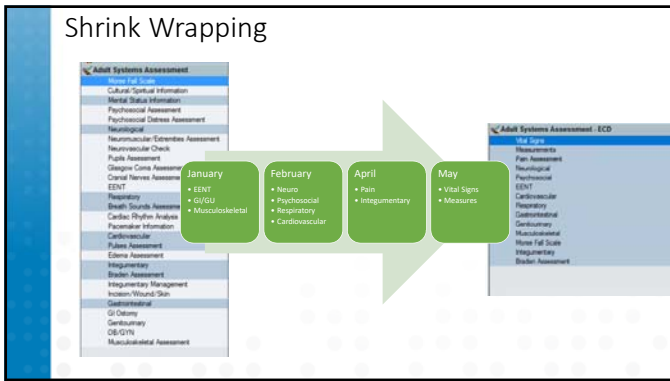 Shrink Wrapping
Adult Systems Assessment
Morse Fall Scale
Cultural/Spiritual Information
Mental Status Information
Psychosocial Assessment
Psychosocial Distress Assessment
Neurological
Neuromuscular/Extremities Assessment
Neurovascular Check
Pupils Assessment
Glasgow Coma Assessment
Cranial Nerves Assessme
EENT
Respiratory
Breath Sounds Assessme
Cardiac Rhythm Analysis
Pacemaker Information
Cardiovascular
Pulses Assessment
Edema Assessment
Integumentary
Braden Assessment
Integumentary Management
Incision/Wound/Skin
Gastrointestinal
GI Ostomy
Genitourinary
OB/GYN
Musculoskeletal Assessment
January
• EENT
• GI/GU
• Musculoskeletal
February
• Neuro
• Psychosocial
• Respiratory
• Cardiovascular
April
• Pain
• Integumentary
May
• Vital Signs
• Measures
Adult Systems Assessment - ECD
Vital Signs
Measurements
Pain Assessment
Neurological
Psychosocial
EENT
Cardiovascular
Respiratory
Gastrointestinal
Genitourinary
Musculoskeletal
Morse Fall Scale
Integumentary
Braden Assessment